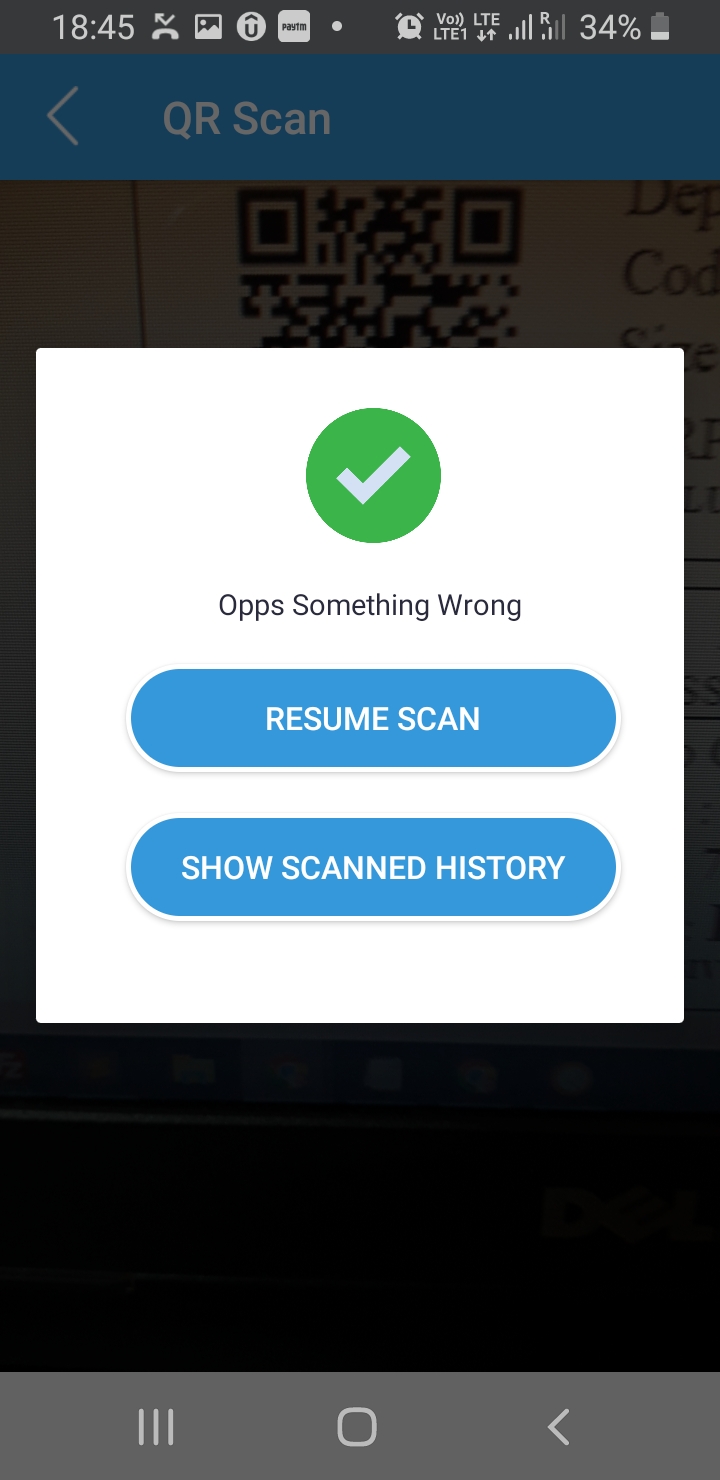 18:45 Paytm Vo)) LTE LTE1 R 34%
QR Scan
Dep
Cod
Size
Opps Something Wrong
RESUME SCAN
SHOW SCANNED HISTORY
DELL